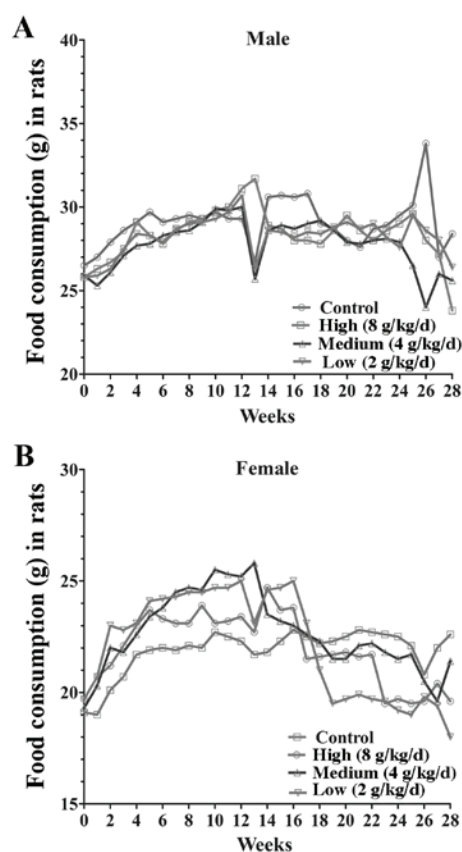 A
Male
Food consumption (g) in rats
40
35
30
25
20
Control
High (8 g/kg/d)
Medium (4 g/kg/d)
Low (2 g/kg/d)
0 2 4 6 8 10 12 14 16 18 20 22 24 26 28
Weeks
B
Female
Food consumption (g) in rats
30
25
20
15
Control
High (8 g/kg/d)
Medium (4 g/kg/d)
Low (2 g/kg/d)
0 2 4 6 8 10 12 14 16 18 20 22 24 26 28
Weeks